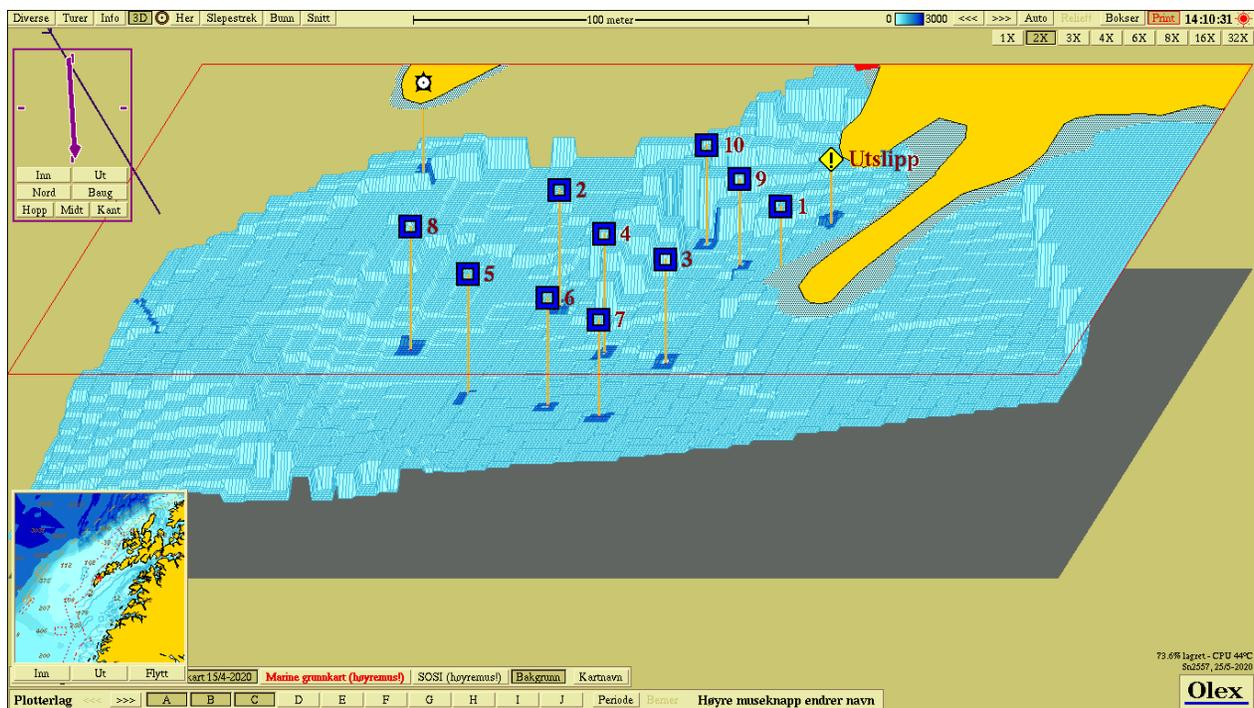 Diverse Turer Info 3D Her Slepestrek Bunn Snitt 100 meter 0 3000 <<< >>> Auto Relieff Bokser Print 14:10:31
1X 2X 3X 4X 6X 8X 16X 32X
Inn Ut
Nord Baug
Hopp Midt Kant
10
Utslipp
9
2
1
8
4
3
5
6
7
112
207
Inn Ut Flytt
kart 15/4-2020 Marine grunnkart (høyremus!) SOSI (høyremus!) Bakgrunn Kartnavn
73.6% lagret - CPU 44°C
Sn2557, 25/5-2020
Olex
Plotterlag <<< >>> A B C D E F G H I J Periode Berner Høyre museknapp endrer navn